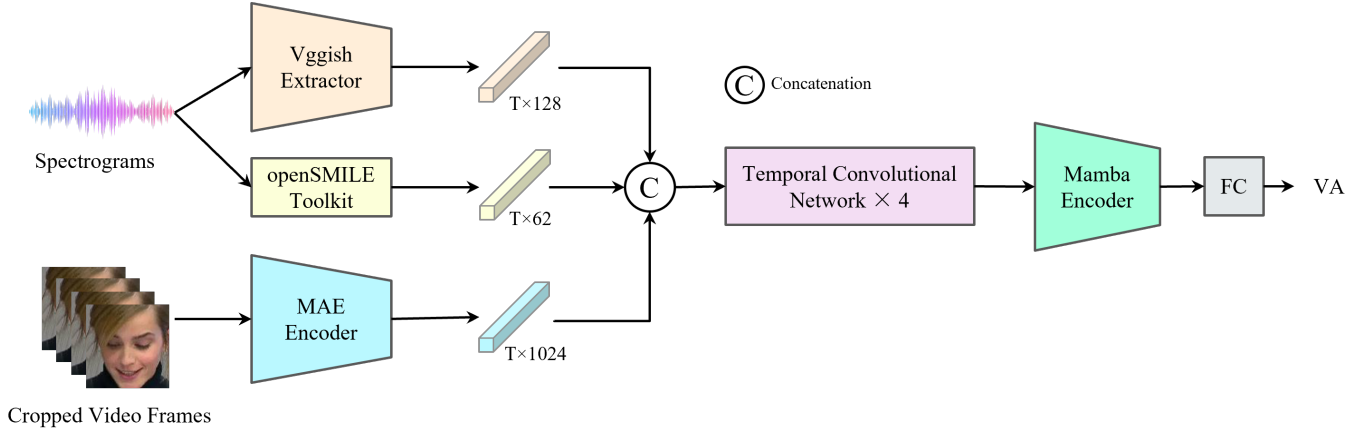 Vggish
Extractor
T×128
C
Concatenation
Spectrograms
openSMILE
Toolkit
T×62
C
Temporal Convolutional
Network × 4
Mamba
Encoder
FC
VA
MAE
Encoder
T×1024
Cropped Video Frames